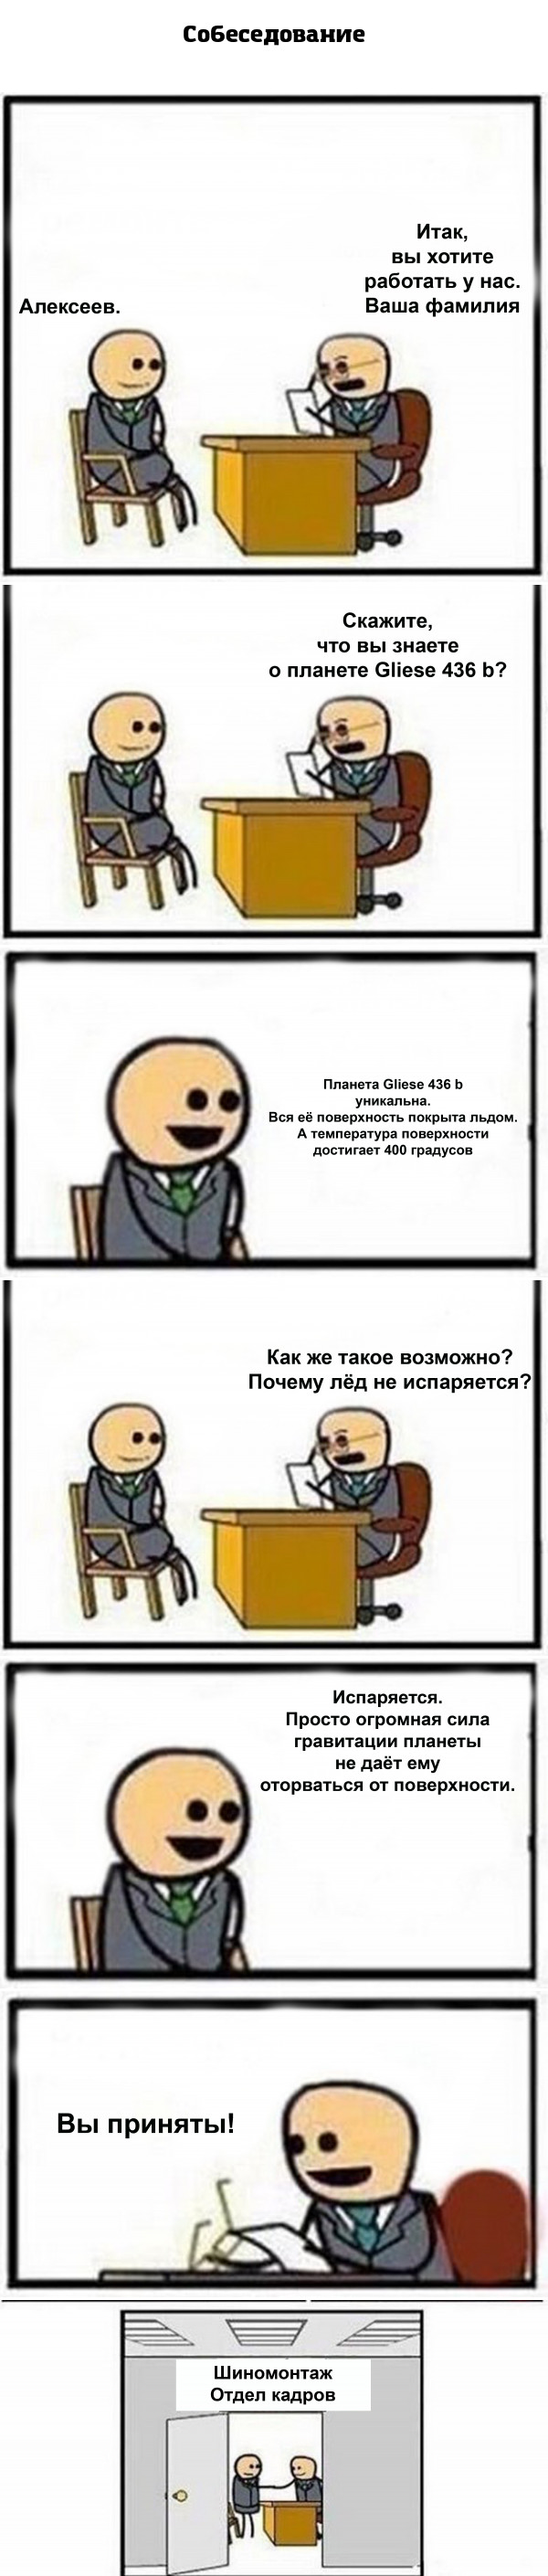 Собеседование
Итак,
вы хотите
работать у нас.
Ваша фамилия
Алексеев.
Скажите,
что вы знаете
о планете Gliese 436 b?
Планета Gliese 436 b
уникальна.
Вся её поверхность покрыта льдом.
А температура поверхности
достигает 400 градусов
Как же такое возможно?
Почему лёд не испаряется?
Испаряется.
Просто огромная сила
гравитации планеты
не даёт ему
оторваться от поверхности.
Вы приняты!
Шиномонтаж
Отдел кадров